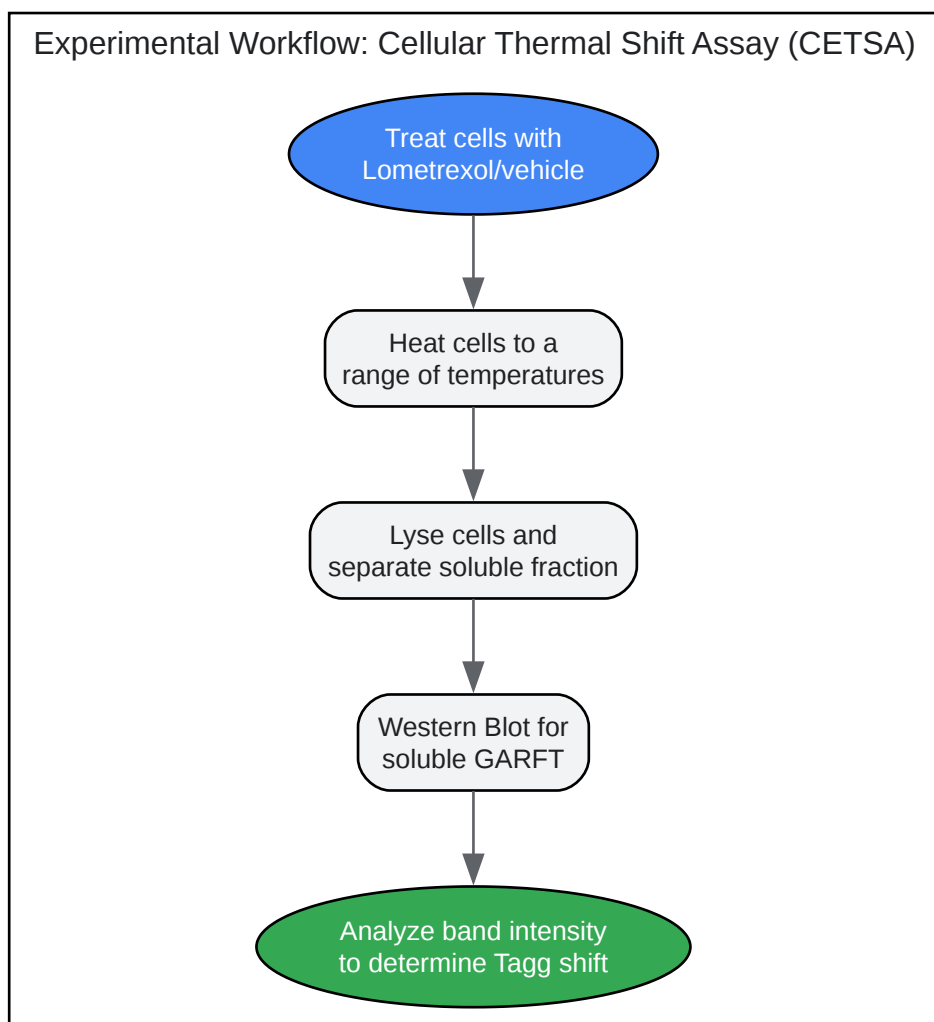 Experimental Workflow: Cellular Thermal Shift Assay (CETSA)
Treat cells with
Lometrexol/vehicle
Heat cells to a
range of temperatures
Lyse cells and
separate soluble fraction
Western Blot for
soluble GARFT
Analyze band intensity
to determine Tagg shift